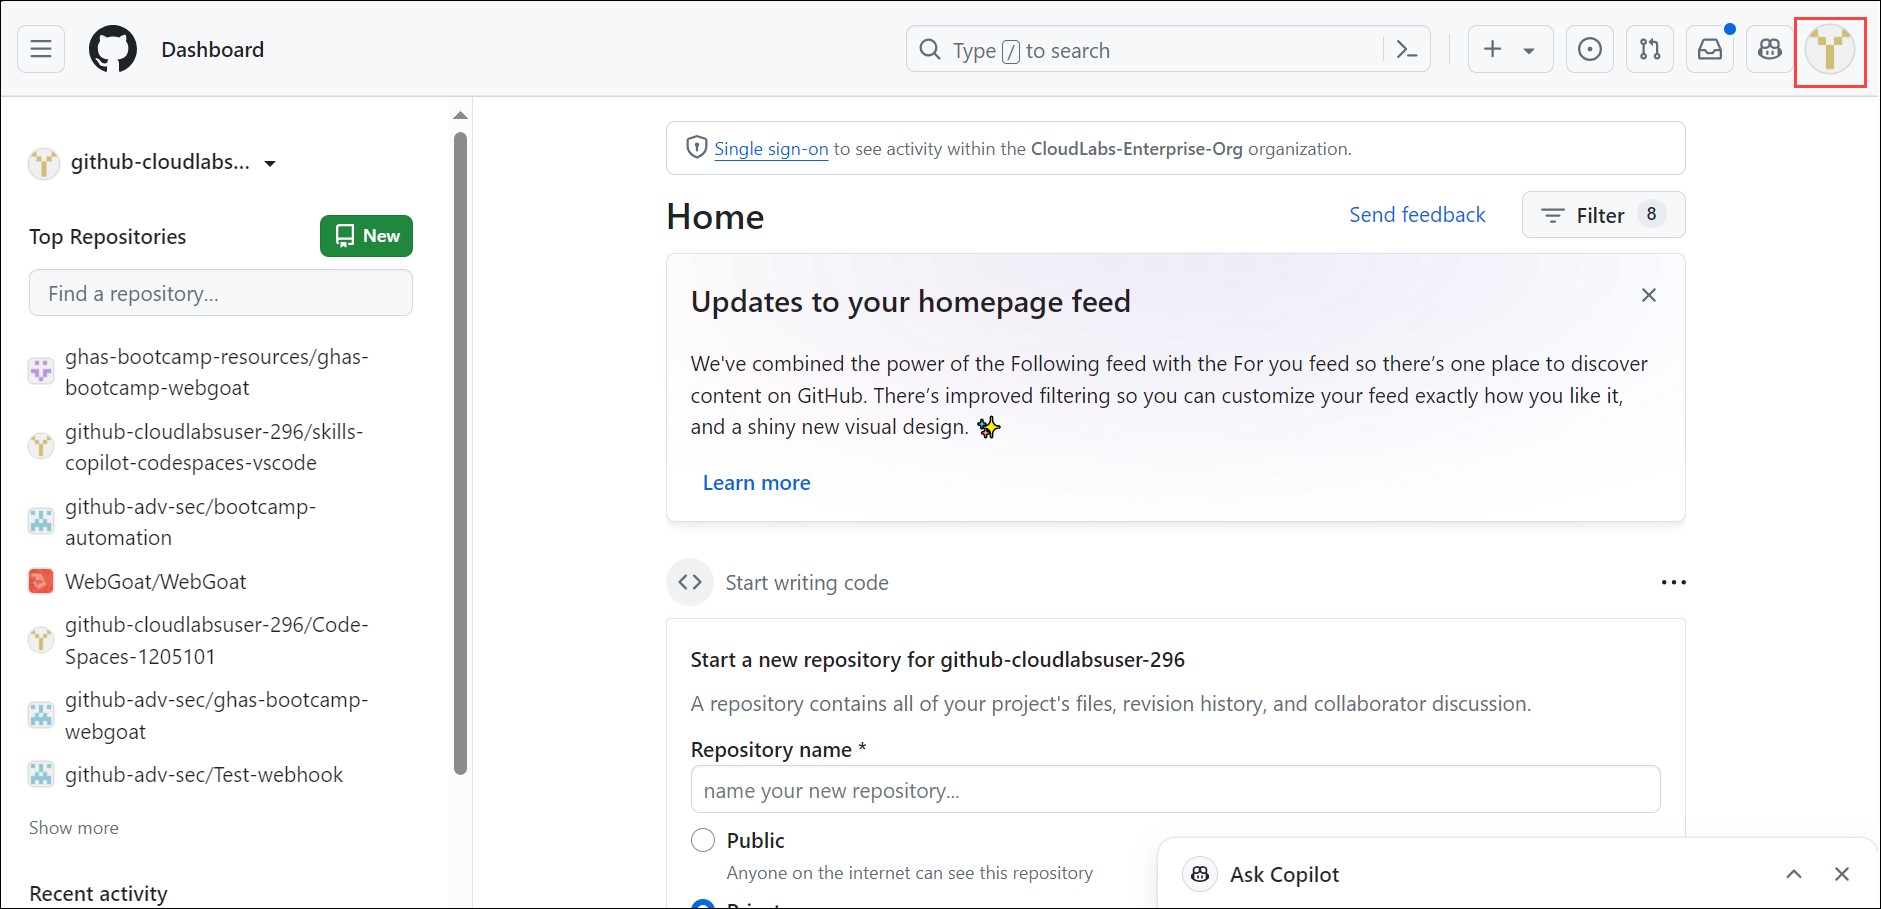 Dashboard
Type / to search
github-cloudlabs...
Top Repositories
New
Find a repository...
ghas-bootcamp-resources/ghas-
bootcamp-webgoat
github-cloudlabsuser-296/skills-
copilot-codespaces-vscode
github-adv-sec/bootcamp-
automation
WebGoat/WebGoat
github-cloudlabsuser-296/Code-
Spaces-1205101
github-adv-sec/ghas-bootcamp-
webgoat
github-adv-sec/Test-webhook
Show more
Recent activity
Single sign-on to see activity within the CloudLabs-Enterprise-Org organization.
Home
Send feedback
Filter 8
Updates to your homepage feed
We've combined the power of the Following feed with the For you feed so there’s one place to discover
content on GitHub. There’s improved filtering so you can customize your feed exactly how you like it,
and a shiny new visual design. ✨
Learn more
Start writing code
Start a new repository for github-cloudlabsuser-296
A repository contains all of your project's files, revision history, and collaborator discussion.
Repository name *
name your new repository...
Public
Anyone on the internet can see this repository
Ask Copilot